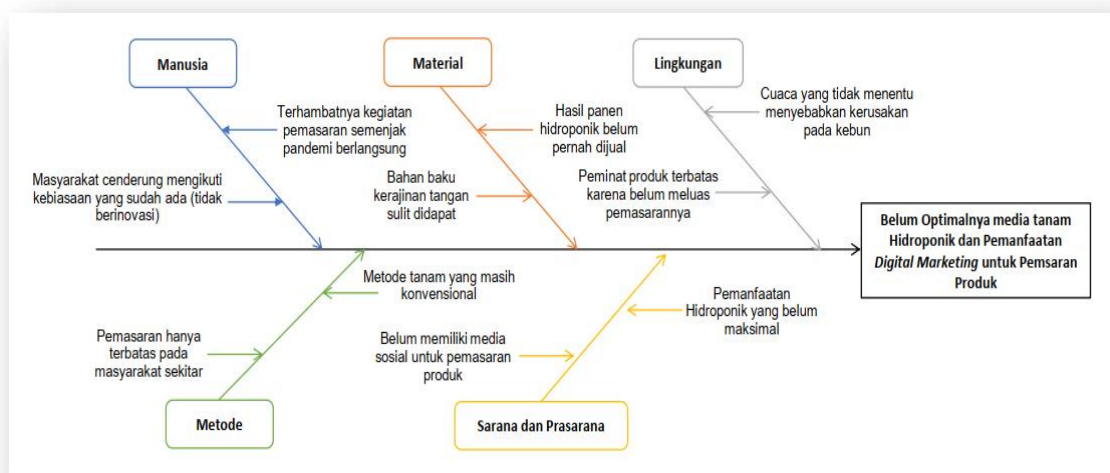 Manusia
Material
Lingkungan
Terhambatnya kegiatan
pemasaran semenjak
pandemi berlangsung
Masyarakat cenderung mengikuti
kebiasaan yang sudah ada (tidak
berinovasi)
Hasil panen
hidroponik belum
pernah dijual
Bahan baku
kerajinan tangan
sulit didapat
Cuaca yang tidak menentu
menyebabkan kerusakan
pada kebun
Peminat produk terbatas
karena belum meluas
pemasarannya
Belum Optimalnya media tanam
Hidroponik dan Pemanfaatan
Digital Marketing untuk Pemsaran
Produk
Metode tanam yang masih
konvensional
Pemasaran hanya
terbatas pada
masyarakat sekitar
Pemanfaatan
Hidroponik yang belum
maksimal
Belum memiliki media
sosial untuk pemasaran
produk
Metode
Sarana dan Prasarana